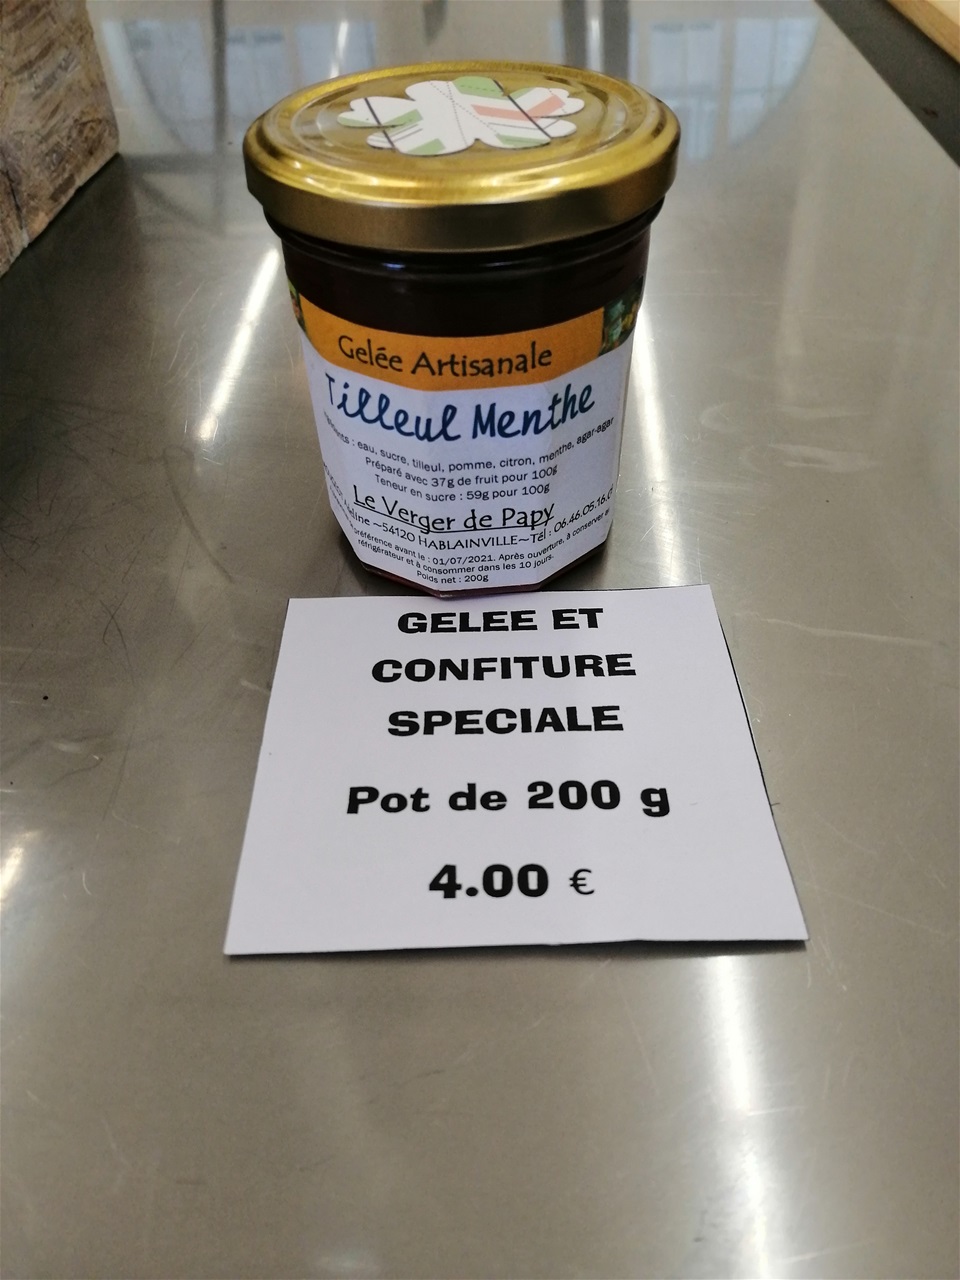 Gelée Artisanale
Tilleul Menthe
: eau, sucre, tilleul, pomme, citron, menthe, agar-agar
Préparé avec 37g de fruit pour 100g
Teneur en sucre : 59g pour 100g
Le Verger de Papy
~54120 HABLAINVILLE~Tél : 06.46.05.16.
préférence avant le : 01/07/2021. Après ouverture, à conserver au
réfrigérateur et à consommer dans les 10 jours.
Poids net : 200g
GELEE ET
CONFITURE
SPECIALE
Pot de 200 g
4.00 €